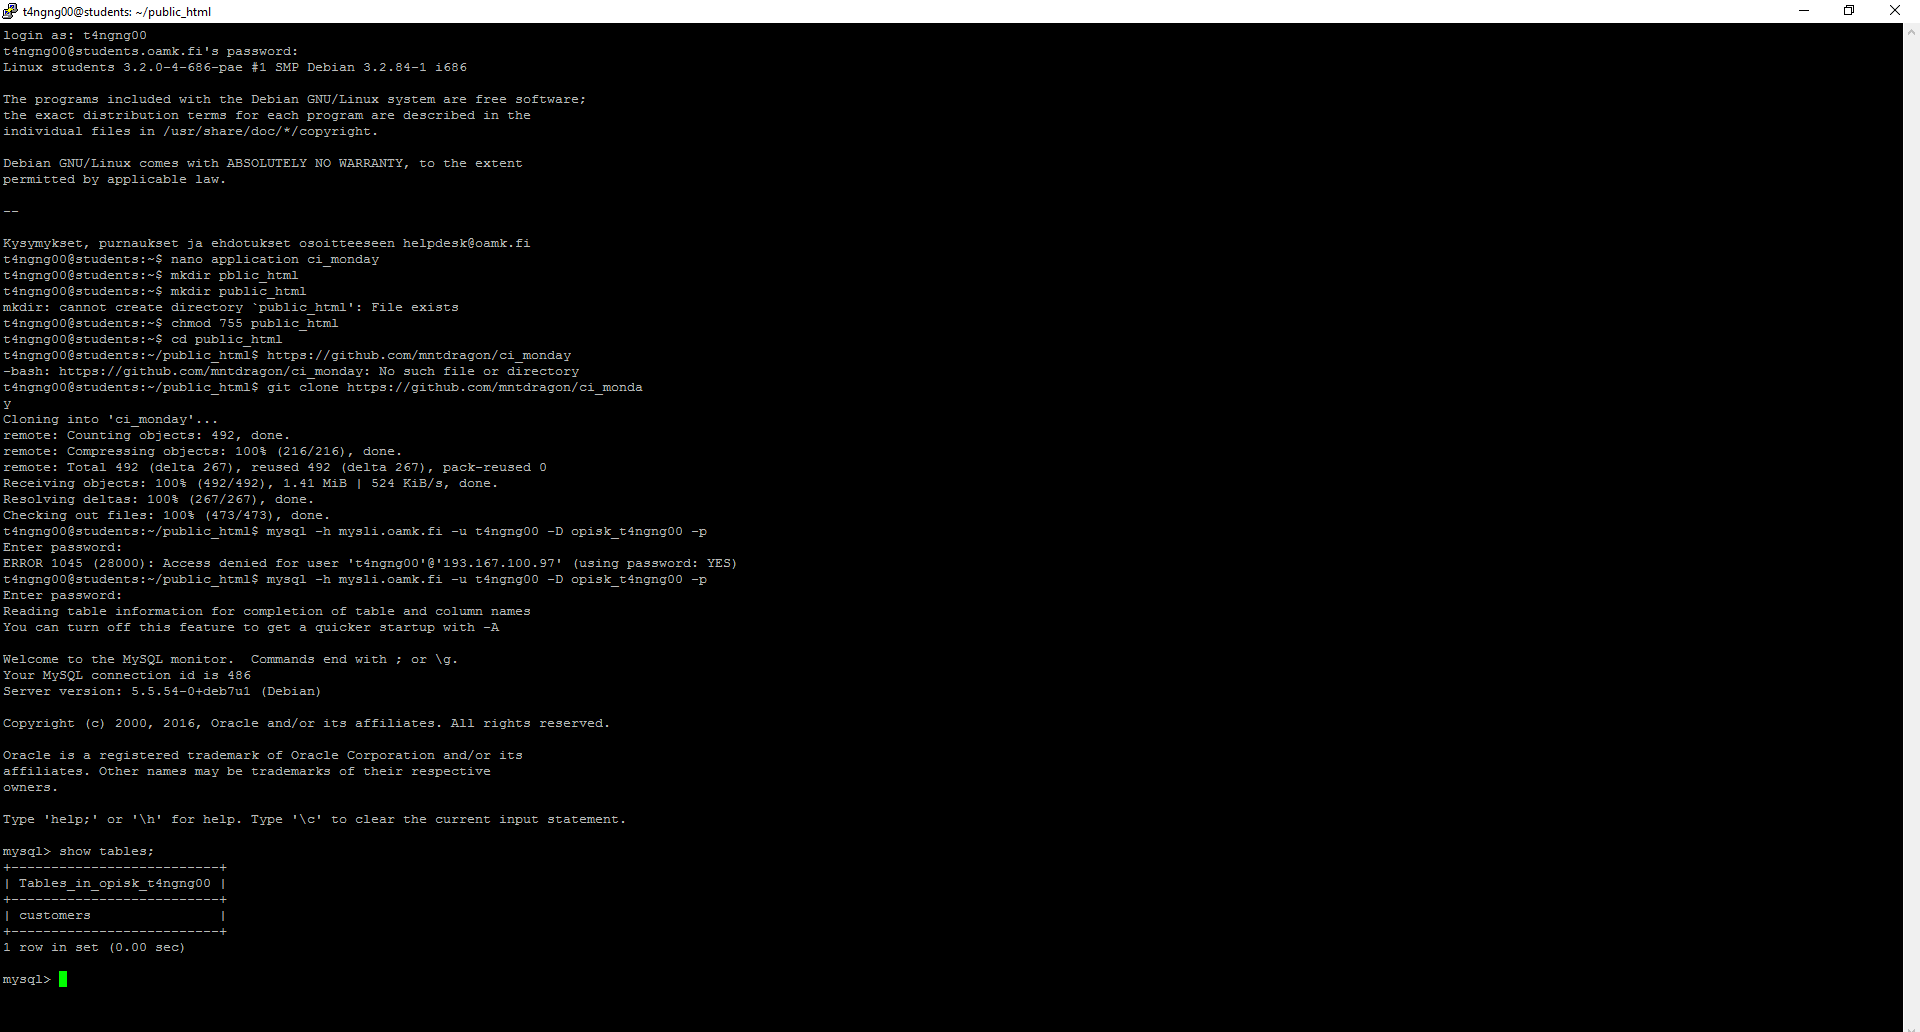 t4ngng00@students: ~/public_html
login as: t4ngng00
t4ngng00@students.oamk.fi's password:
Linux students 3.2.0-4-686-pae #1 SMP Debian 3.2.84-1 i686
The programs included with the Debian GNU/Linux system are free software;
the exact distribution terms for each program are described in the
individual files in /usr/share/doc/*/copyright.
Debian GNU/Linux comes with ABSOLUTELY NO WARRANTY, to the extent
permitted by applicable law.
--
Kysymykset, purnaukset ja ehdotukset osoitteeseen helpdesk@oamk.fi
t4ngng00@students:~$ nano application ci_monday
t4ngng00@students:~$ mkdir pblic_html
t4ngng00@students:~$ mkdir public_html
mkdir: cannot create directory `public_html': File exists
t4ngng00@students:~$ chmod 755 public_html
t4ngng00@students:~$ cd public_html
t4ngng00@students:~/public_html$ https://github.com/mntdragon/ci_monday
-bash: https://github.com/mntdragon/ci_monday: No such file or directory
t4ngng00@students:~/public_html$ git clone https://github.com/mntdragon/ci_monda
y
Cloning into 'ci_monday'...
remote: Counting objects: 492, done.
remote: Compressing objects: 100% (216/216), done.
remote: Total 492 (delta 267), reused 492 (delta 267), pack-reused 0
Receiving objects: 100% (492/492), 1.41 MiB | 524 KiB/s, done.
Resolving deltas: 100% (267/267), done.
Checking out files: 100% (473/473), done.
t4ngng00@students:~/public_html$ mysql -h mysli.oamk.fi -u t4ngng00 -D opisk_t4ngng00 -p
Enter password:
ERROR 1045 (28000): Access denied for user 't4ngng00'@'193.167.100.97' (using password: YES)
t4ngng00@students:~/public_html$ mysql -h mysli.oamk.fi -u t4ngng00 -D opisk_t4ngng00 -p
Enter password:
Reading table information for completion of table and column names
You can turn off this feature to get a quicker startup with -A
Welcome to the MySQL monitor.  Commands end with ; or \g.
Your MySQL connection id is 486
Server version: 5.5.54-0+deb7u1 (Debian)
Copyright (c) 2000, 2016, Oracle and/or its affiliates. All rights reserved.
Oracle is a registered trademark of Oracle Corporation and/or its
affiliates. Other names may be trademarks of their respective
owners.
Type 'help;' or '\h' for help. Type '\c' to clear the current input statement.
mysql> show tables;
+--------------------------+
| Tables_in_opisk_t4ngng00 |
+--------------------------+
| customers                |
+--------------------------+
1 row in set (0.00 sec)
mysql>